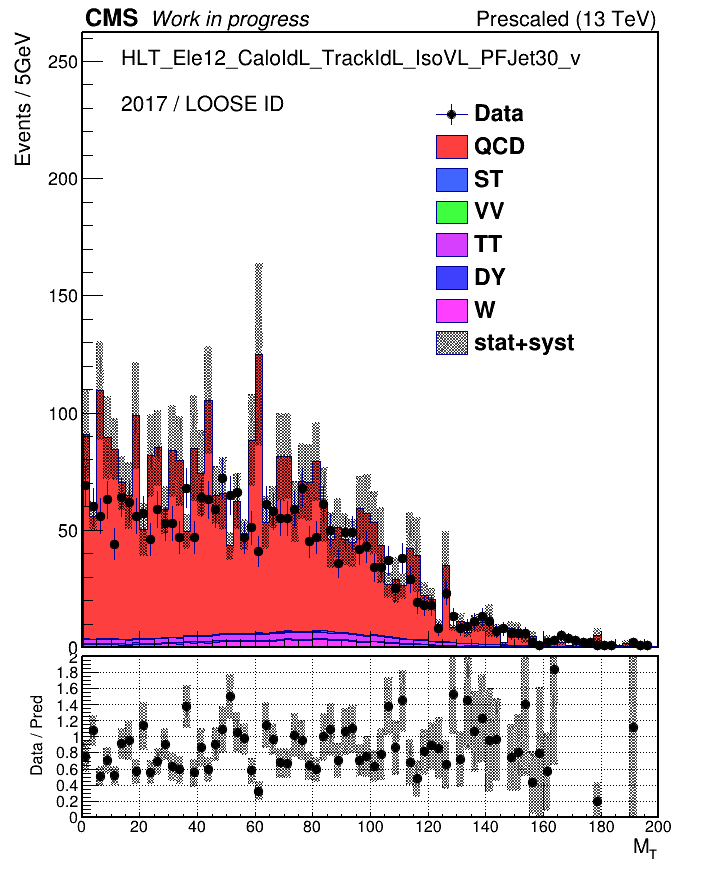 CMS Work in progress Prescaled (13 TeV)
Events / 5GeV
HLT_Ele12_CaloIdL_TrackIdL_IsoVL_PFJet30_v
2017 / LOOSE ID
Data
QCD
ST
VV
TT
DY
W
stat+syst
250
200
150
100
50
0
Data / Pred
2
1.8
1.6
1.4
1.2
1
0.8
0.6
0.4
0.2
0
0 20 40 60 80 100 120 140 160 180 200
M_T